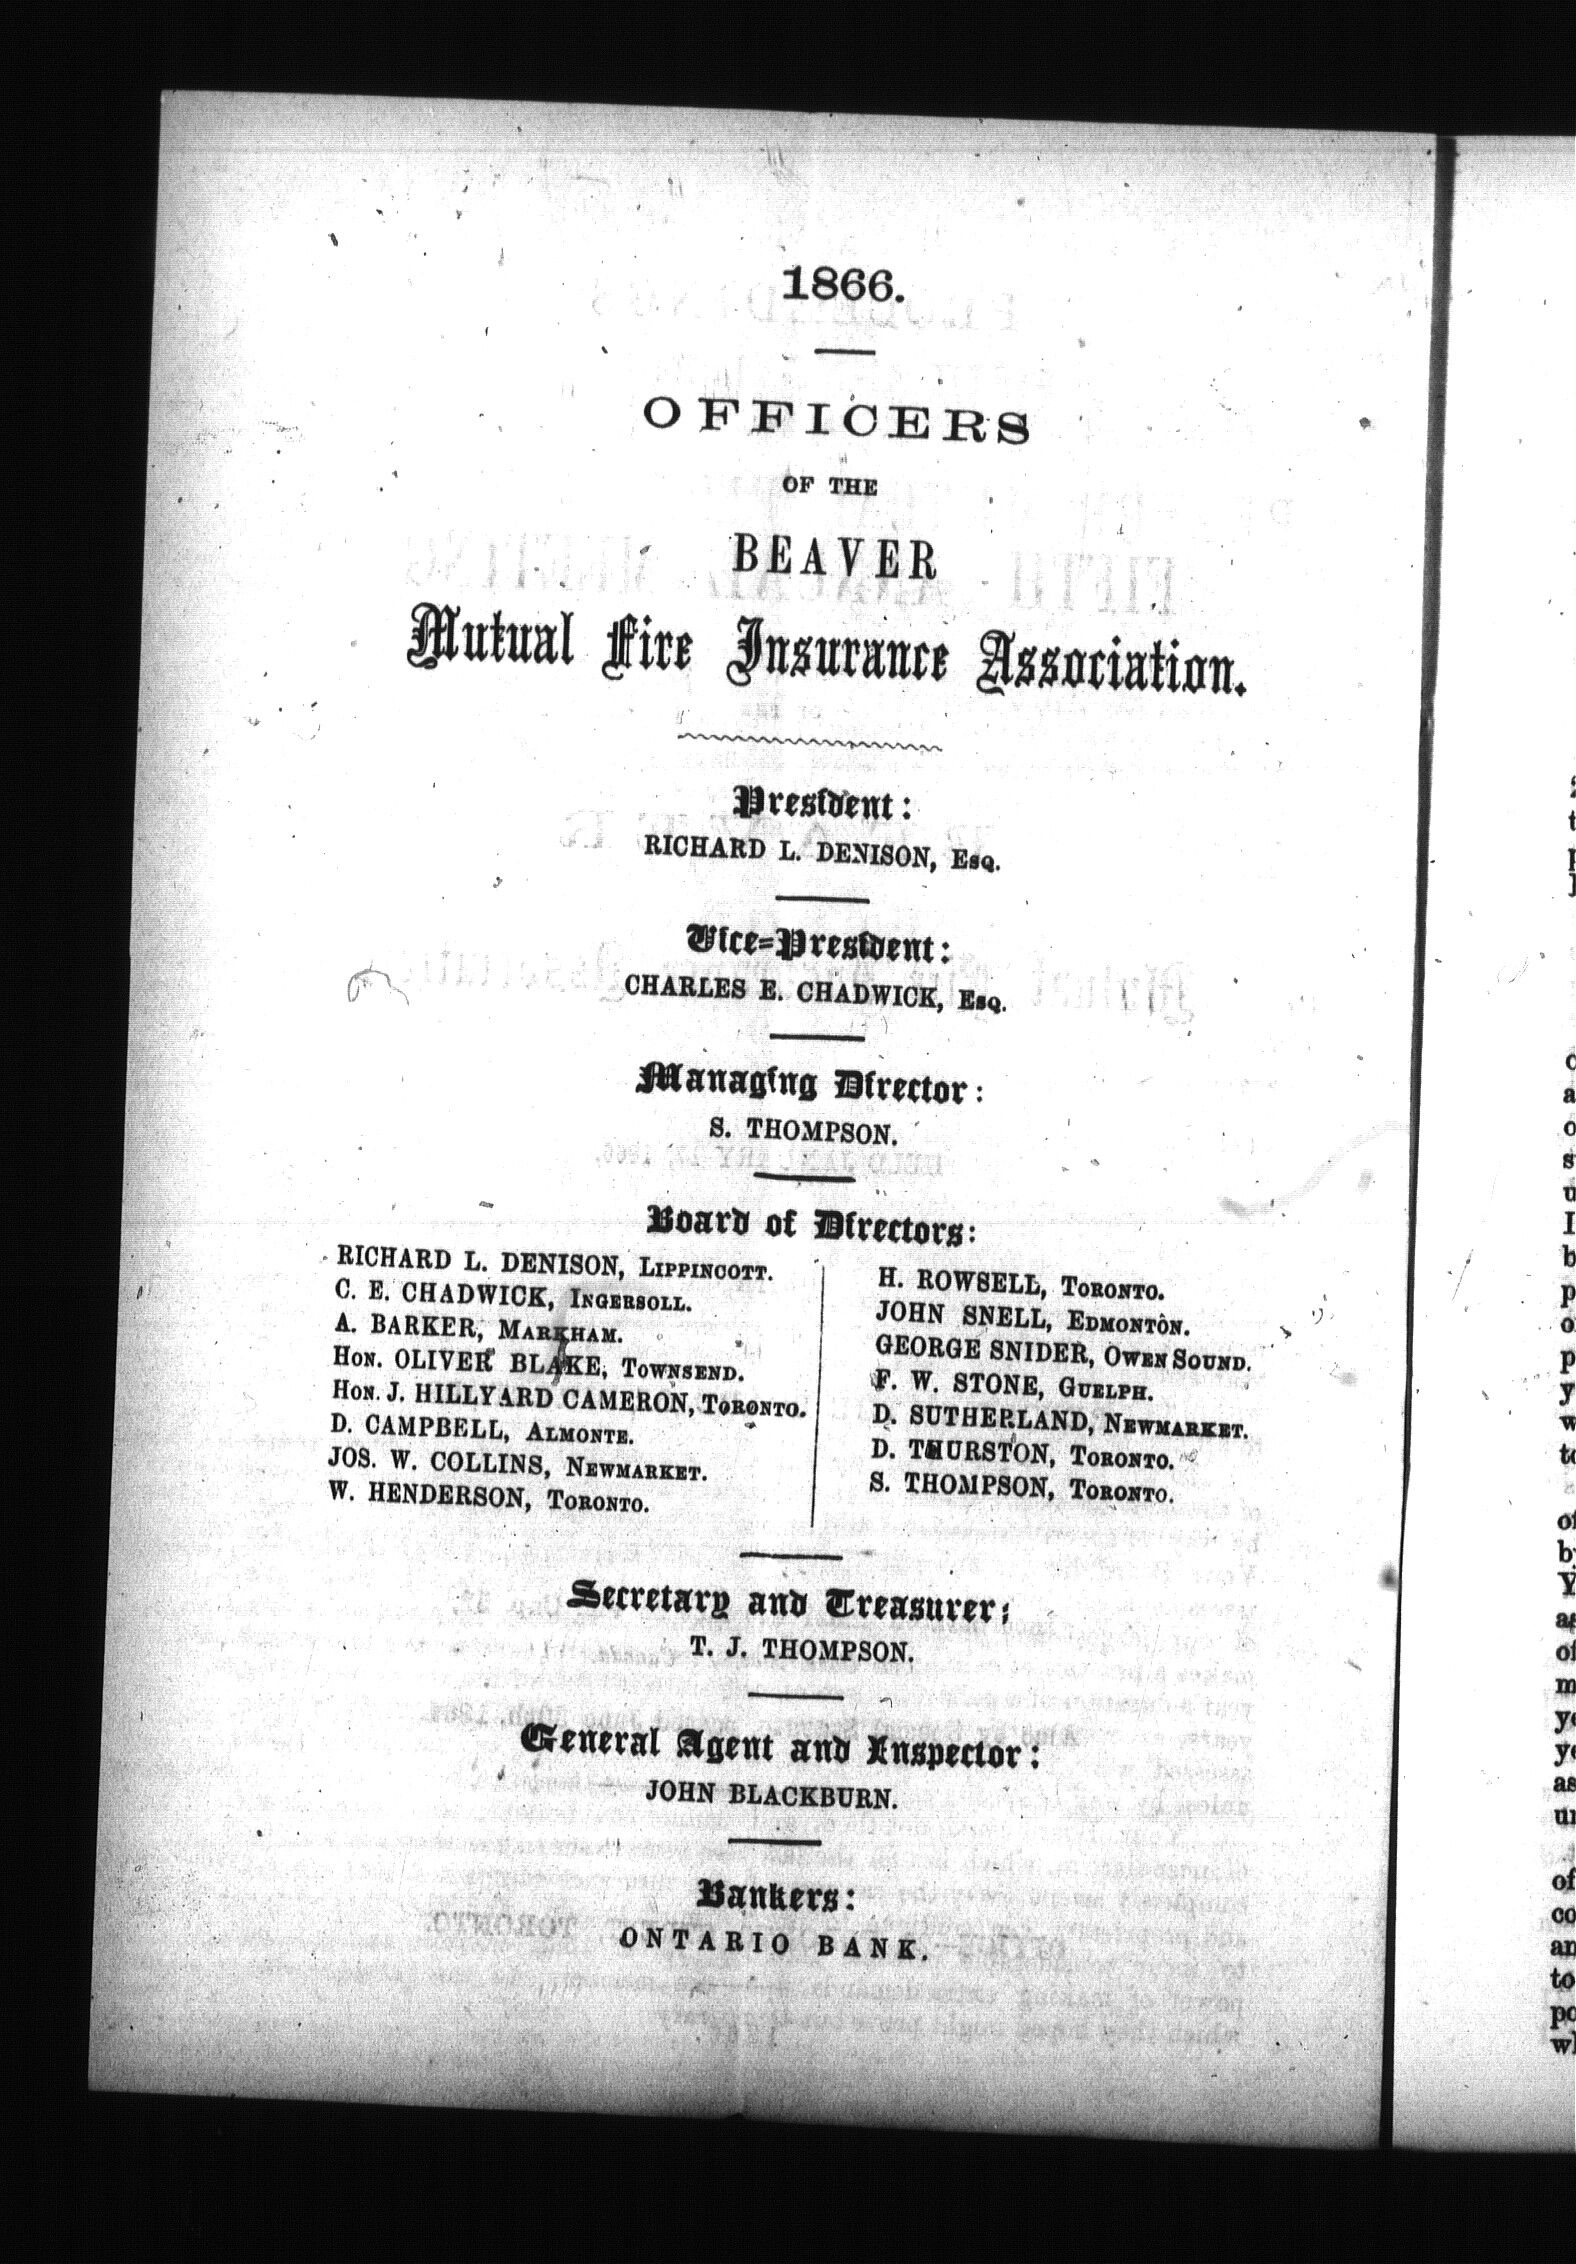 1866.
OFFICERS
OF THE
BEAVER
Mutual Fire Insurance Association.
President:
RICHARD L. DENISON, Esq.
Vice-President:
CHARLES E. CHADWICK, Esq.
Managing Director:
S. THOMPSON.
Board of Directors:
RICHARD L. DENISON, Lippincott.
C. E. CHADWICK, Ingersoll.
A. BARKER, Markham.
Hon. OLIVER BLAKE, Townsend.
Hon. J. HILLYARD CAMERON, Toronto.
D. CAMPBELL, Almonte.
JOS. W. COLLINS, Newmarket.
W. HENDERSON, Toronto.
H. ROWSELL, Toronto.
JOHN SNELL, Edmonton.
GEORGE SNIDER, Owen Sound.
F. W. STONE, Guelph.
D. SUTHERLAND, Newmarket.
D. THURSTON, Toronto.
S. THOMPSON, Toronto.
Secretary and Treasurer:
T. J. THOMPSON.
General Agent and Inspector:
JOHN BLACKBURN.
Bankers:
ONTARIO BANK.